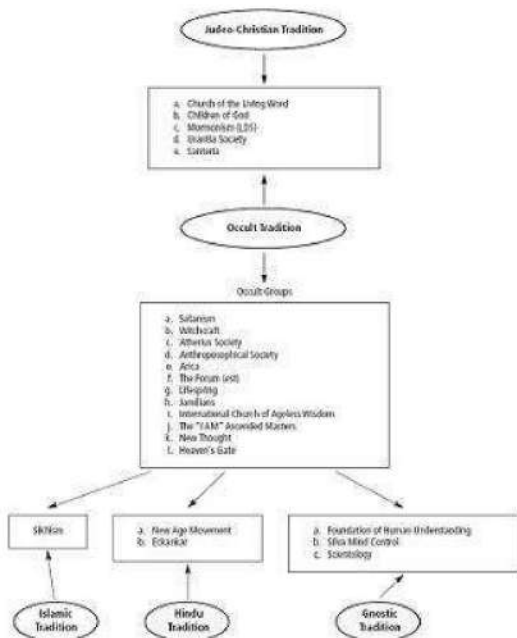 Judeo-Christian Tradition
a. Church of the Living Word
b. Children of God
c. Mormonism (LDS)
d. Urantia Society
e. Santeria
Occult Tradition
Occult Groups
a. Satanism
b. Witchcraft
c. Atherius Society
d. Anthroposophical Society
e. Arica
f. The Forum (est)
g. Lifespring
h. Jamilians
i. International Church of Ageless Wisdom
j. The "I AM" Ascended Masters
k. New Thought
l. Heaven's Gate
Sikhism
a. New Age Movement
b. Eckankar
a. Foundation of Human Understanding
b. Silva Mind Control
c. Scientology
Islamic
Tradition
Hindu
Tradition
Gnostic
Tradition